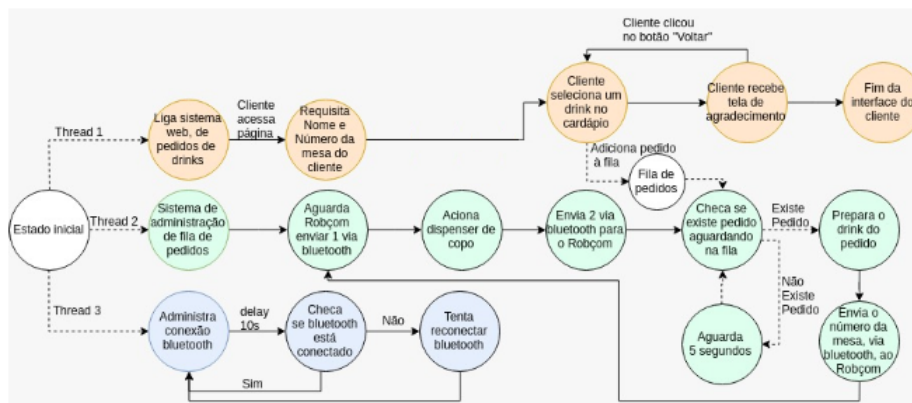 Cliente clicou
no botão "Voltar"
Thread 1
Liga sistema
web, de
pedidos de
drinks
Cliente
acessa
página
Requisita
Nome e
Número da
mesa do
cliente
Cliente
seleciona um
drink no
cardápio
Cliente recebe
tela de
agradecimento
Fim da
interface do
cliente
Adiciona pedido
à fila
Fila de
pedidos
Estado inicial
Thread 2
Sistema de
administração
de fila de
pedidos
Aguarda
Robçom
enviar 1 via
bluetooth
Aciona
dispenser de
copo
Envia 2 via
bluetooth para
o Robçom
Checa se
existe pedido
aguardando
na fila
Existe
Pedido
Prepara o
drink do
pedido
Não
Existe
Pedido
Aguarda
5 segundos
Envia o
número da
mesa, via
bluetooth, ao
Robçom
Thread 3
Administra
conexão
bluetooth
delay
10s
Checa
se bluetooth
está
conectado
Não
Tenta
reconectar
bluetooth
Sim